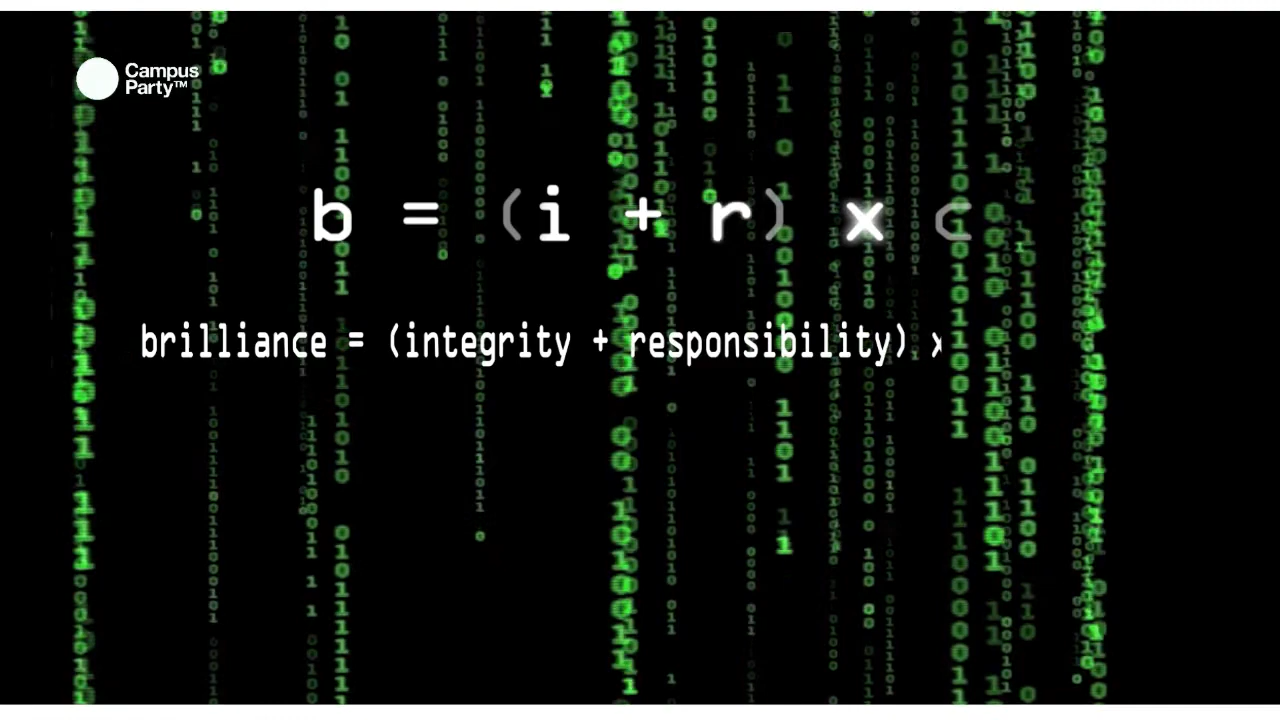 Campus
Party™
b = (i + r) x c
brilliance = (integrity + responsibility) x